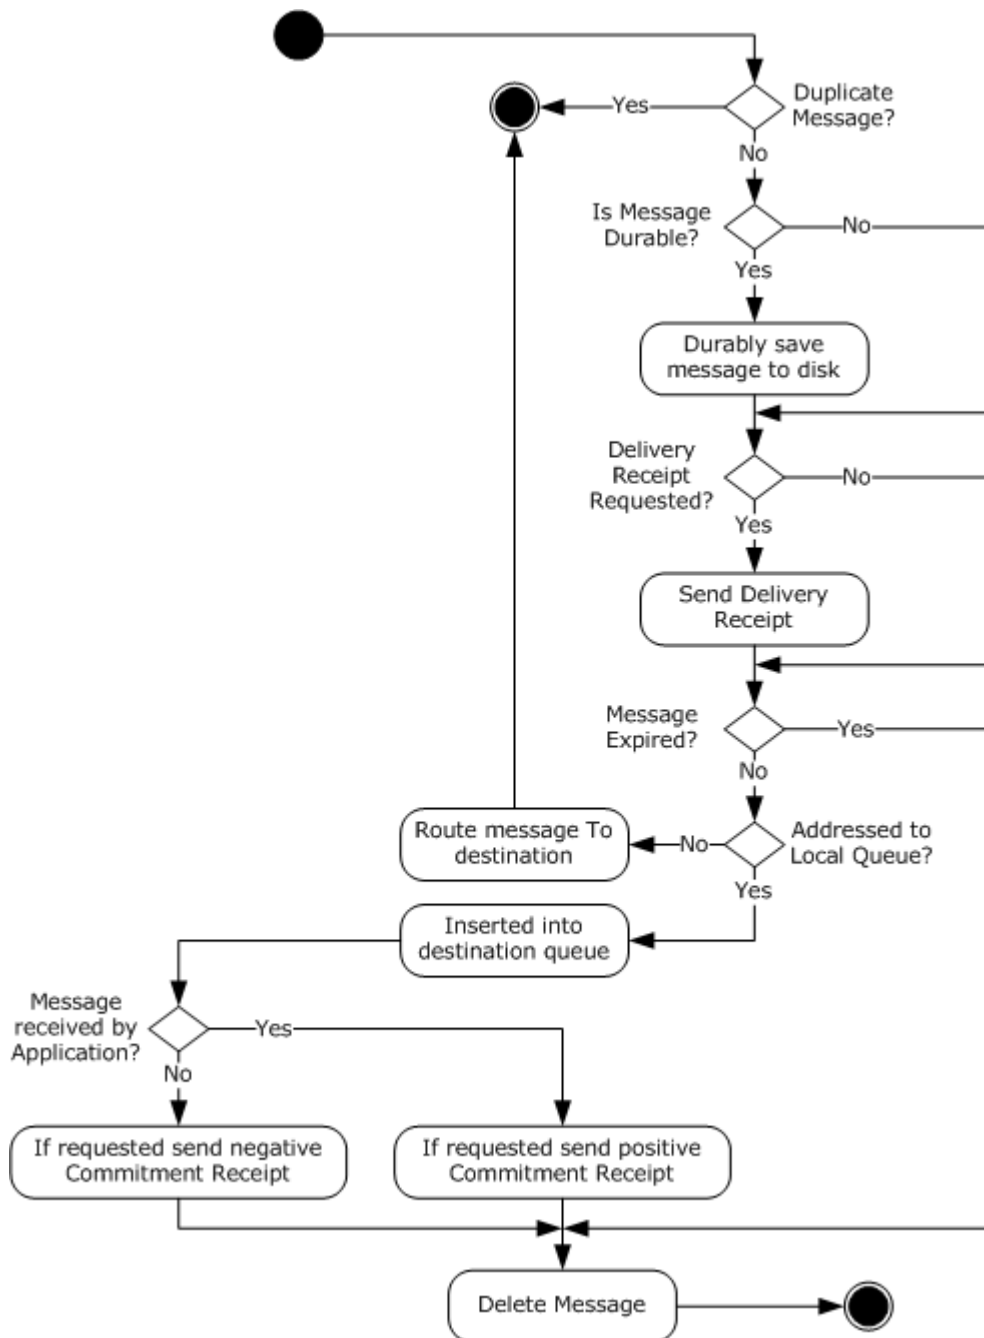 Duplicate
Message?
Yes
No
Is Message
Durable?
No
Yes
Durably save
message to disk
Delivery
Receipt
Requested?
No
Yes
Send Delivery
Receipt
Message
Expired?
Yes
No
Route message To
destination
No
Addressed to
Local Queue?
Yes
Inserted into
destination queue
Message
received by
Application?
Yes
No
If requested send negative
Commitment Receipt
If requested send positive
Commitment Receipt
Delete Message